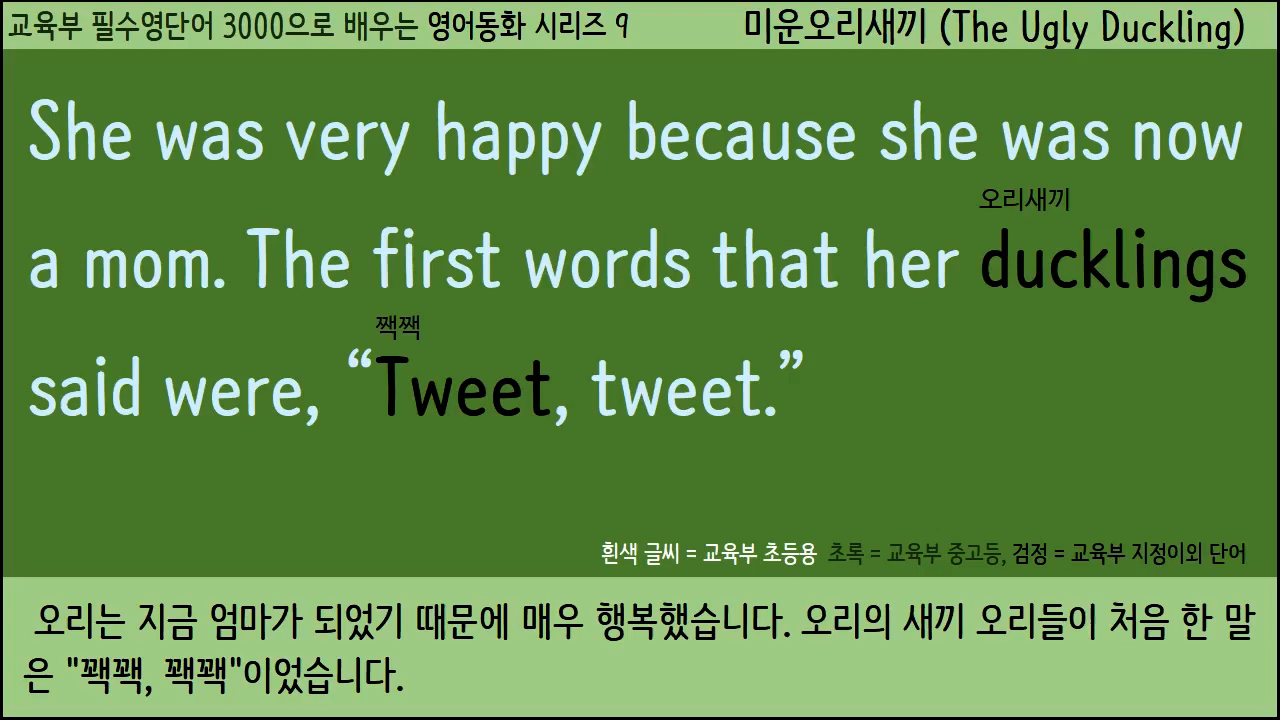 교육부 필수영단어 3000으로 배우는 영어동화 시리즈 9
미운오리새끼 (The Ugly Duckling)
She was very happy because she was now
오리새끼
a mom. The first words that her ducklings
짹짹
said were, “Tweet, tweet.”
흰색 글씨 = 교육부 초등용 초록 = 교육부 중고등, 검정 = 교육부 지정이외 단어
오리는 지금 엄마가 되었기 때문에 매우 행복했습니다. 오리의 새끼 오리들이 처음 한 말
은 "꽥꽥, 꽥꽥"이었습니다.